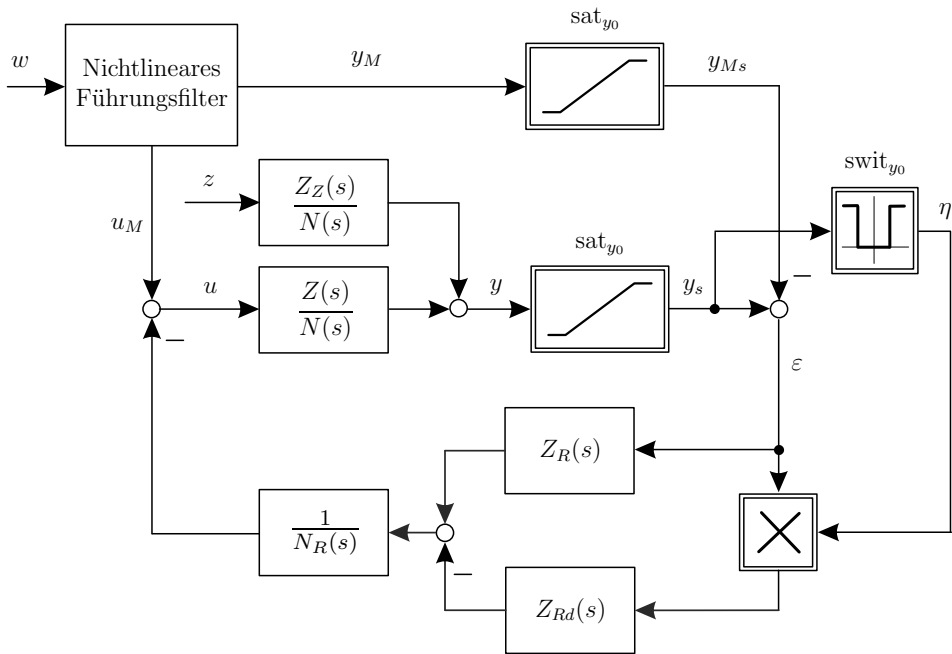 sat_{y_0}
w
Nichtlineares
Führungsfilter
y_M
y_{Ms}
swit_{y_0}
z
Z_Z(s)
N(s)
η
u_M
sat_{y_0}
u
Z(s)
N(s)
y
y_s
−
−
ε
Z_R(s)
1
N_R(s)
−
Z_{Rd}(s)